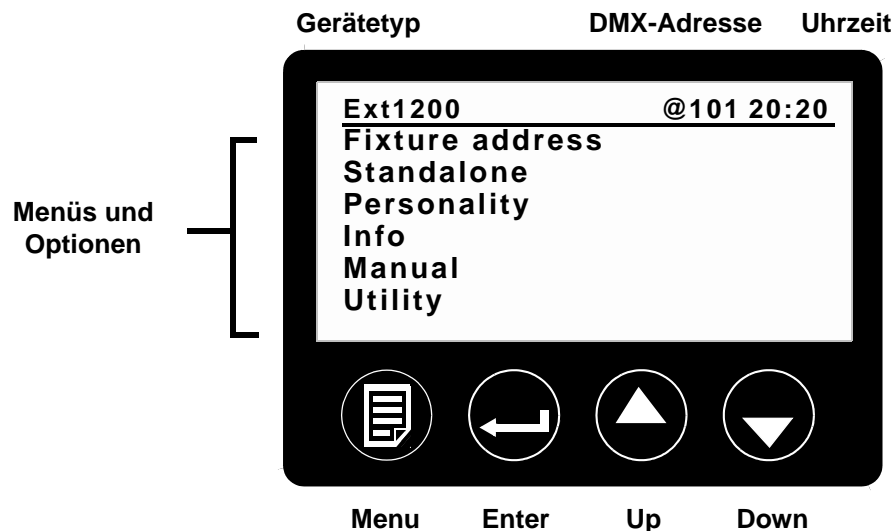 Gerätetyp DMX-Adresse Uhrzeit
Ext1200 @101 20:20
Fixture address
Standalone
Personality
Info
Manual
Utility
Menüs und
Optionen
Menu Enter Up Down